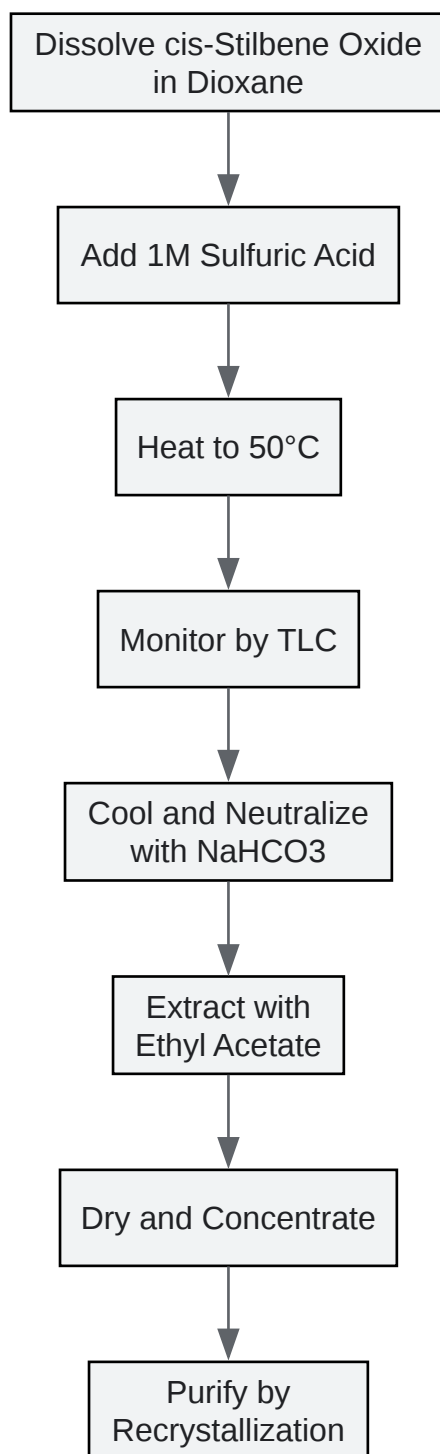 Dissolve cis-Stilbene Oxide
in Dioxane
Add 1M Sulfuric Acid
Heat to 50°C
Monitor by TLC
Cool and Neutralize
with NaHCO3
Extract with
Ethyl Acetate
Dry and Concentrate
Purify by
Recrystallization